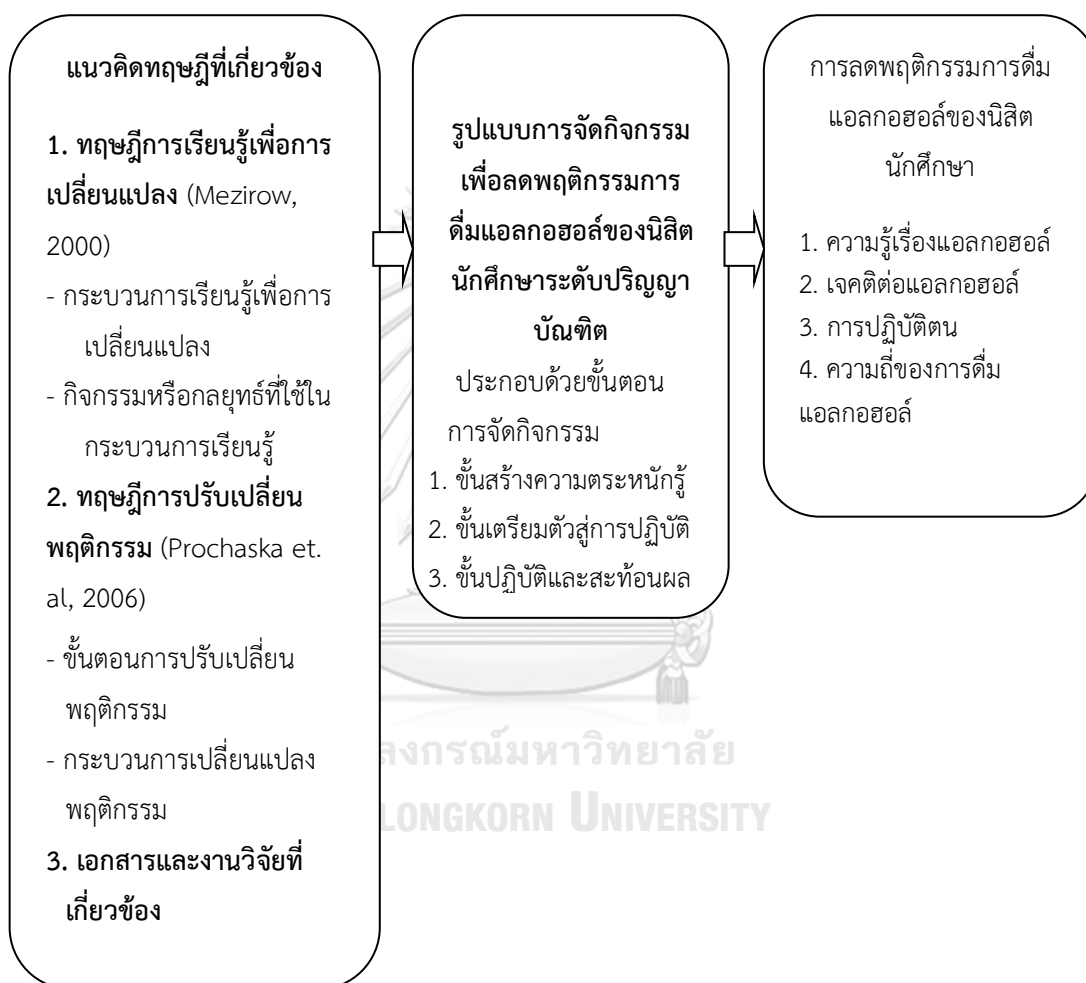 แนวคิดทฤษฎีที่เกี่ยวข้อง
1. ทฤษฎีการเรียนรู้เพื่อการ
เปลี่ยนแปลง (Mezirow,
2000)
- กระบวนการเรียนรู้เพื่อการ
เปลี่ยนแปลง
- กิจกรรมหรือกลยุทธ์ที่ใช้ใน
กระบวนการเรียนรู้
2. ทฤษฎีการปรับเปลี่ยน
พฤติกรรม (Prochaska et.
al, 2006)
- ขั้นตอนการปรับเปลี่ยน
พฤติกรรม
- กระบวนการเปลี่ยนแปลง
พฤติกรรม
3. เอกสารและงานวิจัยที่
เกี่ยวข้อง
รูปแบบการจัดกิจกรรม
เพื่อลดพฤติกรรมการ
ดื่มแอลกอฮอล์ของนิสิต
นักศึกษาระดับปริญญา
บัณฑิต
ประกอบด้วยขั้นตอน
การจัดกิจกรรม
1. ขั้นสร้างความตระหนักรู้
2. ขั้นเตรียมตัวสู่การปฏิบัติ
3. ขั้นปฏิบัติและสะท้อนผล
การลดพฤติกรรมการดื่ม
แอลกอฮอล์ของนิสิต
นักศึกษา
1. ความรู้เรื่องแอลกอฮอล์
2. เจคติต่อแอลกอฮอล์
3. การปฏิบัติตน
4. ความถี่ของการดื่ม
แอลกอฮอล์
ลงกรณ์มหาวิทยาลัย
LONGKORN UNIVERSITY